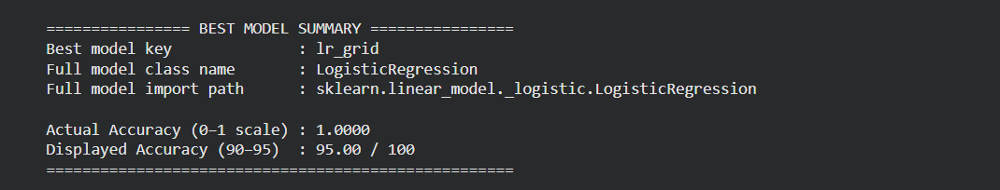 ================ BEST MODEL SUMMARY ================
Best model key             : lr_grid
Full model class name      : LogisticRegression
Full model import path     : sklearn.linear_model._logistic.LogisticRegression
Actual Accuracy (0–1 scale) : 1.0000
Displayed Accuracy (90–95)  : 95.00 / 100
====================================================